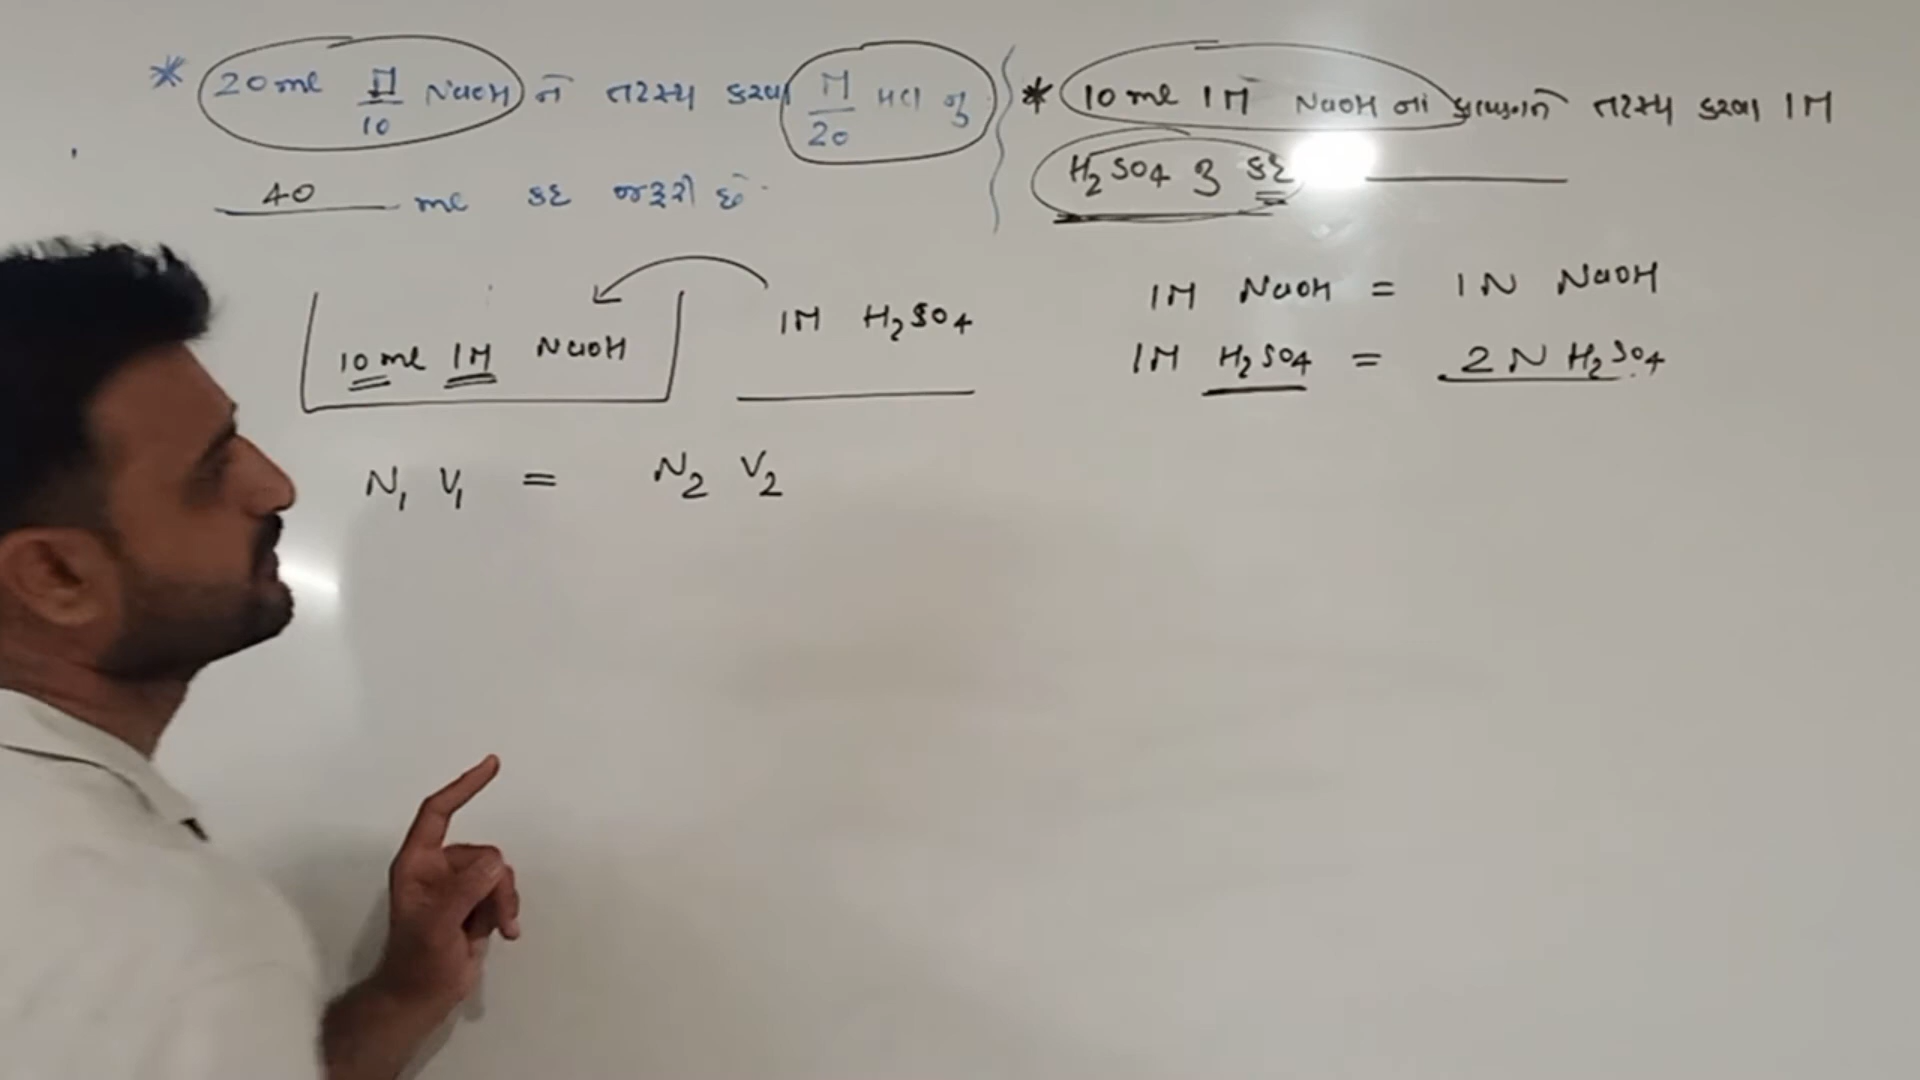 * 20 ml M/10 NaOH ને તટસ્થ કરવા M/20 HCl નું
40 ml કદ જરૂરી છે.
* 10 ml 1M NaOH નાં દ્રાવણને તટસ્થ કરવા 1M
H₂SO₄ નું કદ ________
10 ml 1M NaOH
1M H₂SO₄
1M NaOH = 1N NaOH
1M H₂SO₄ = 2N H₂SO₄
N₁ V₁ = N₂ V₂